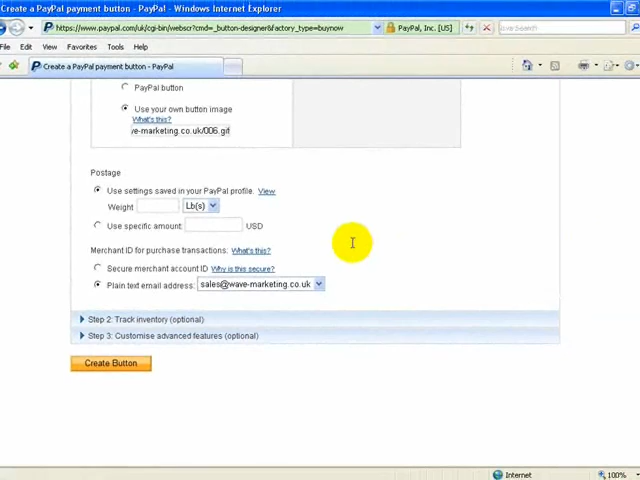 Create a PayPal payment button - PayPal - Windows Internet Explorer
https://www.paypal.com/uk/cgi-bin/webscr?cmd=_button-designer&factory_type=buynow
PayPal, Inc. [US]
Live Search
Edit View Favorites Tools Help
Create a PayPal payment button - PayPal
PayPal button
Use your own button image
What's this?
/e-marketing.co.uk/006.gif
Postage
Use settings saved in your PayPal profile. View
Weight Lb(s)
Use specific amount: USD
Merchant ID for purchase transactions: What's this?
Secure merchant account ID Why is this secure?
Plain text email address: sales@wave-marketing.co.uk
Step 2: Track inventory (optional)
Step 3: Customise advanced features (optional)
Create Button
Internet 100%